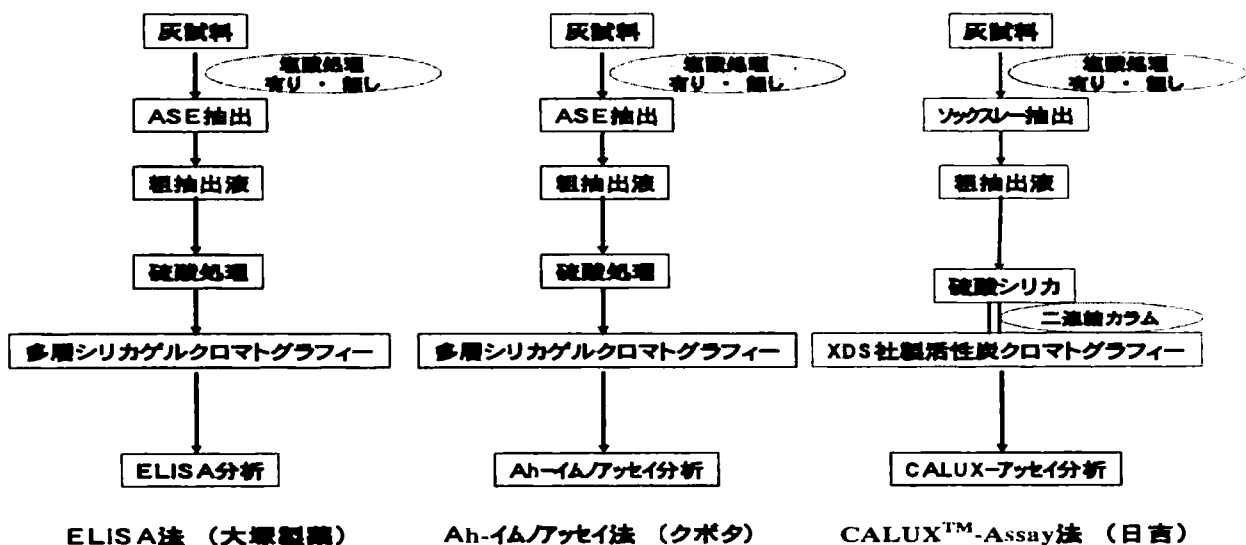 灰試料
塩酸処理
有り ・ 無し
ASE抽出
粗抽出液
硫酸処理
多層シリカゲルクロマトグラフィー
ELISA分析
ELISA法 （大塚製薬）
灰試料
塩酸処理
有り ・ 無し
ASE抽出
粗抽出液
硫酸処理
多層シリカゲルクロマトグラフィー
Ah-イムノアッセイ分析
Ah-イムノアッセイ法 （クボタ）
灰試料
塩酸処理
有り ・ 無し
ソックスレー抽出
粗抽出液
硫酸シリカ
二連結カラム
XDS社製活性炭クロマトグラフィー
CALUX-アッセイ分析
CALUX™-Assay法 （日吉）